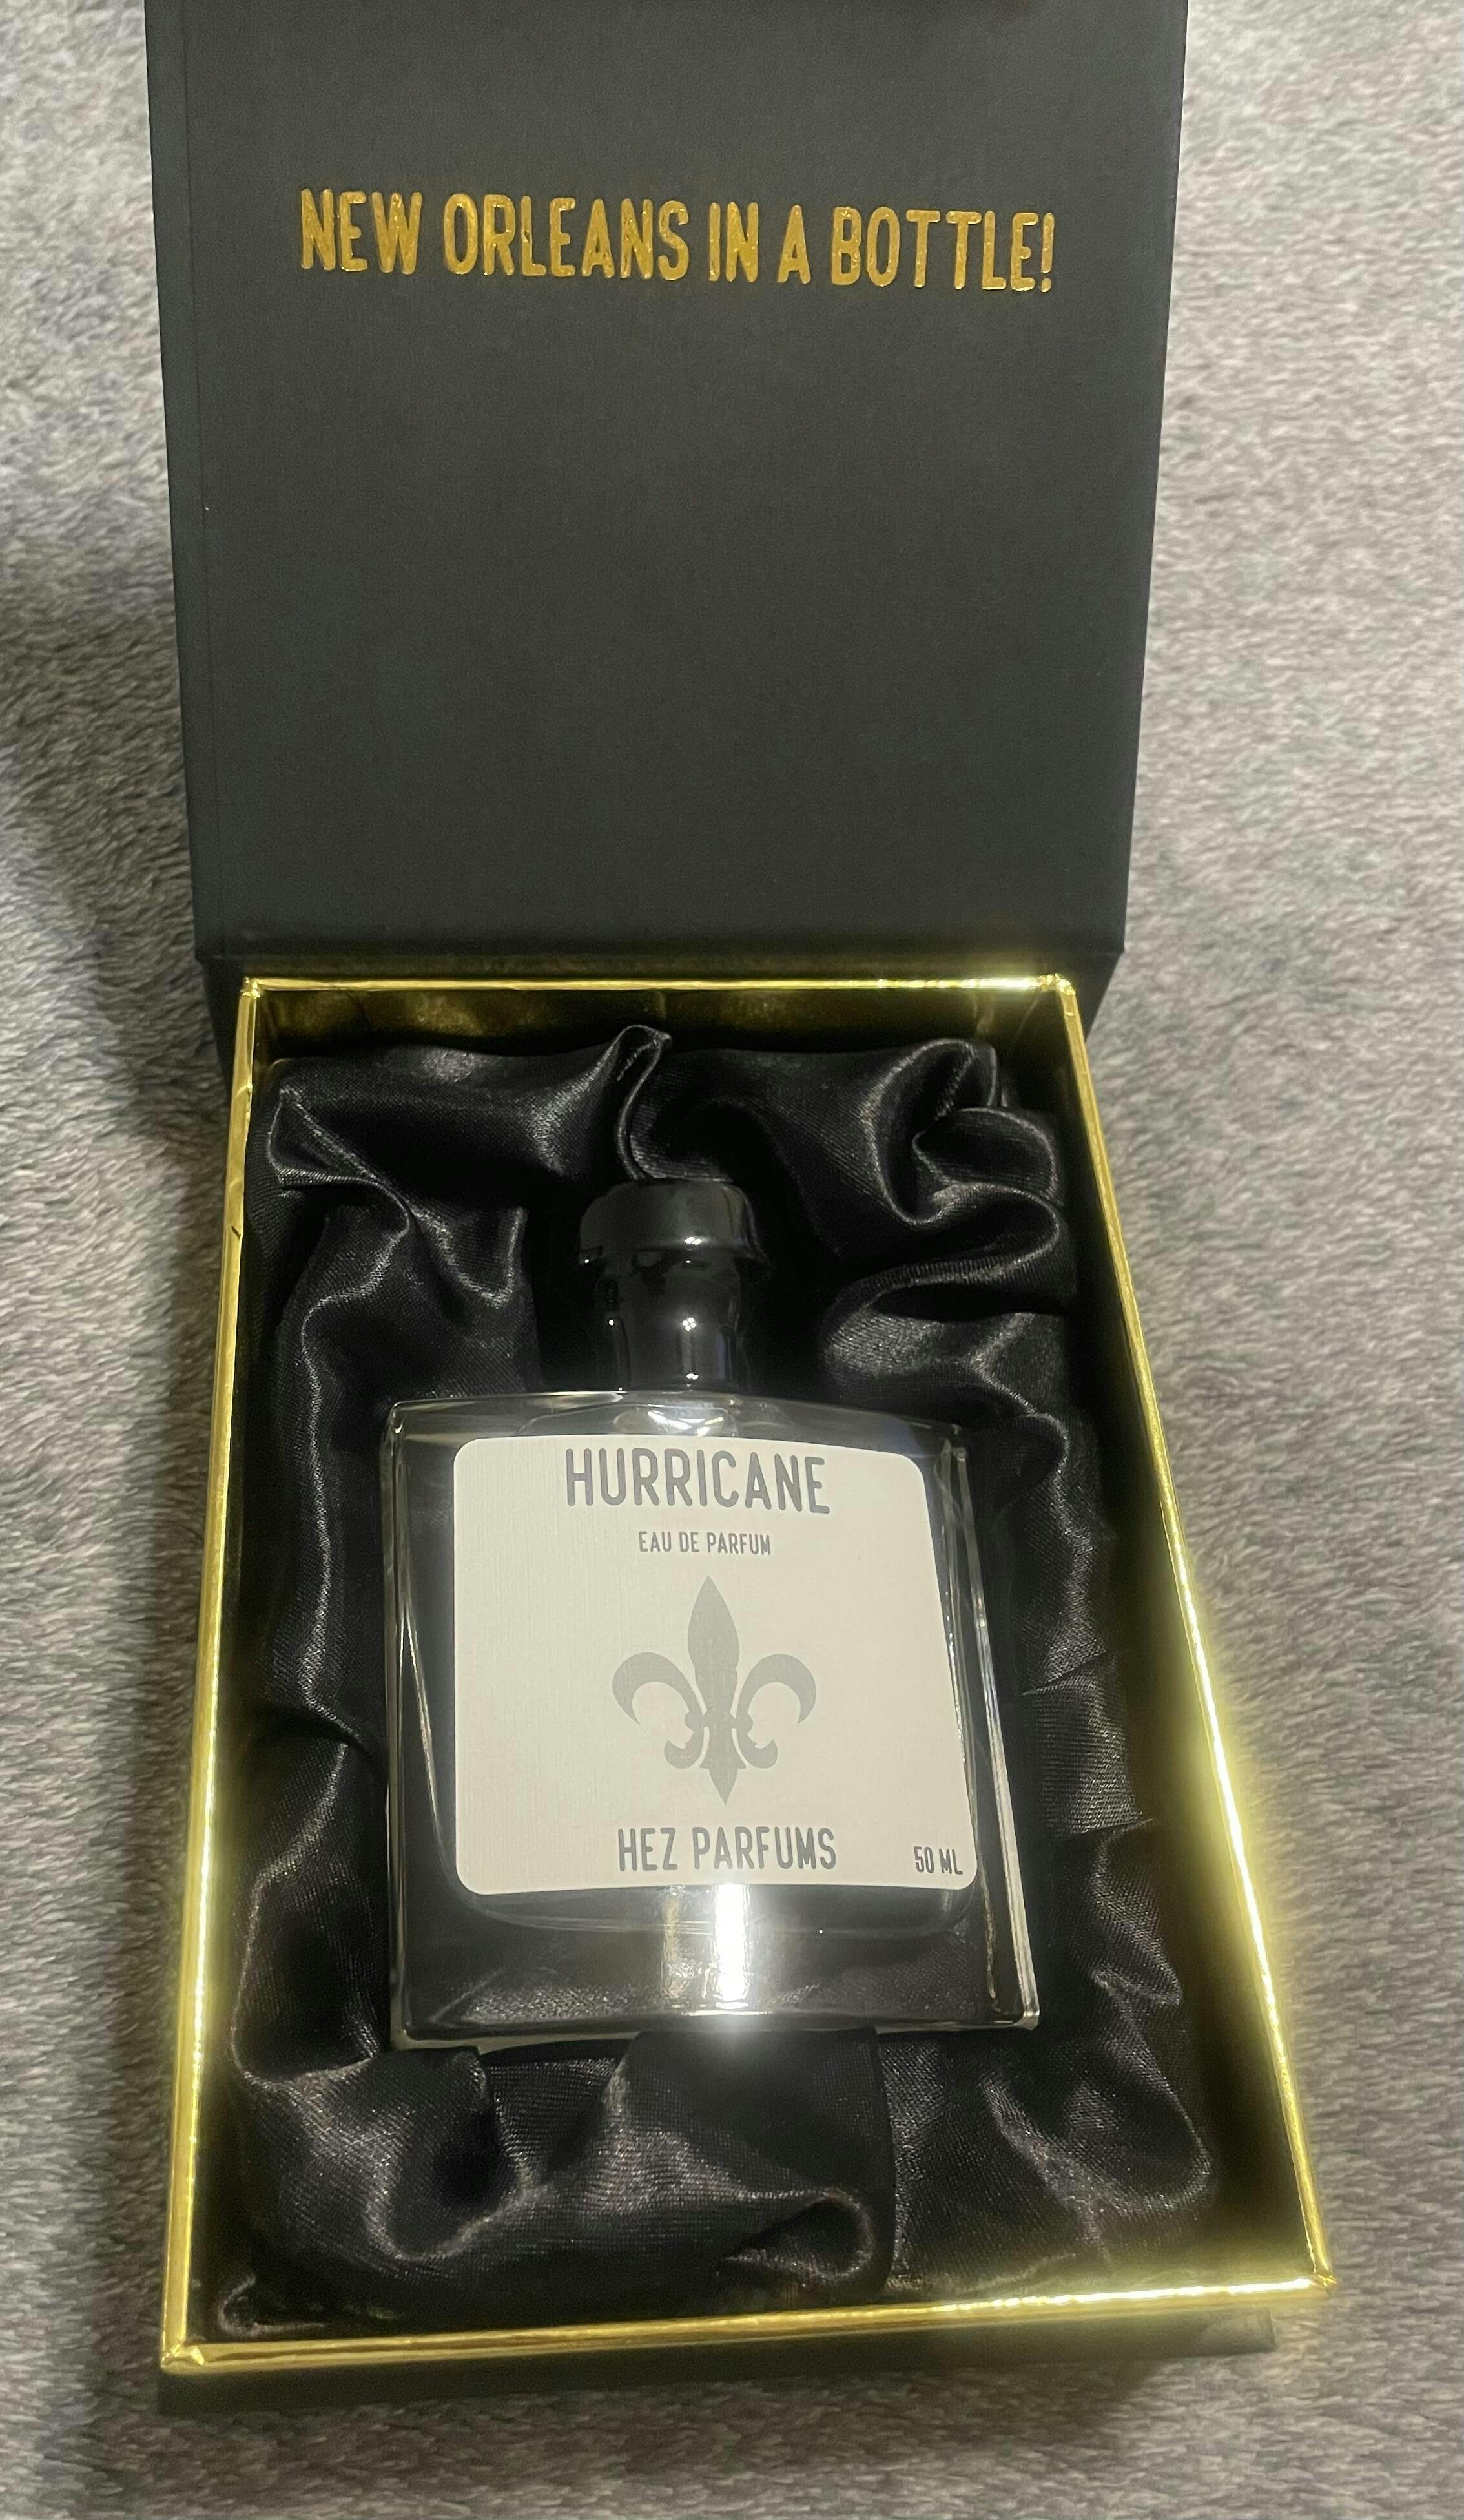 NEW ORLEANS IN A BOTTLE!
HURRICANE
EAU DE PARFUM
HEZ PARFUMS
50 ML